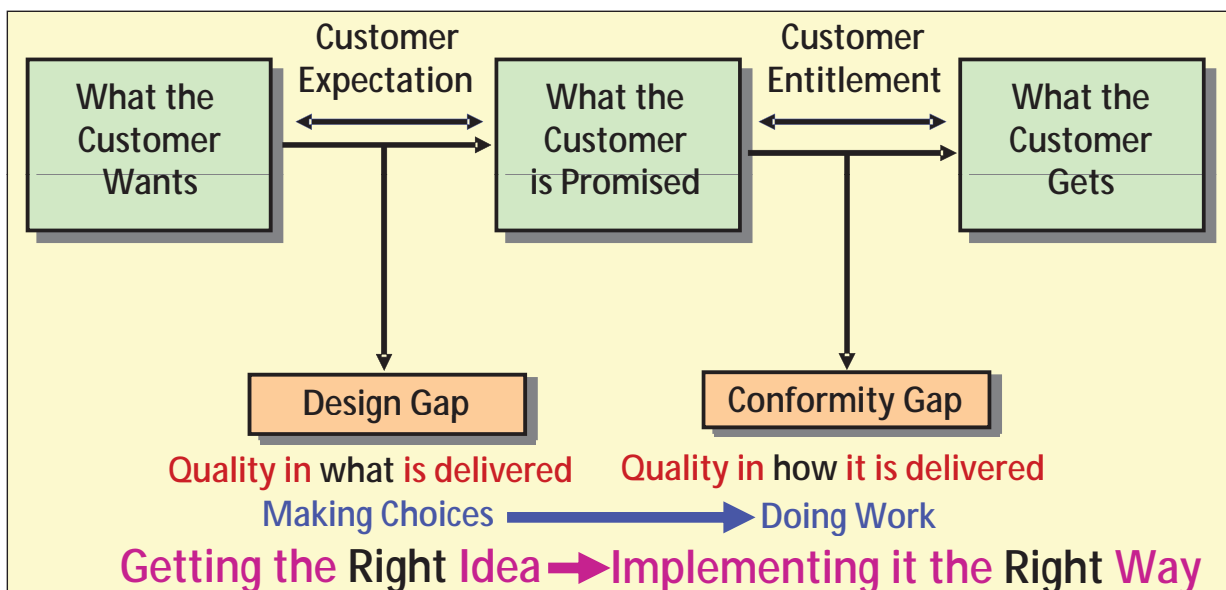 What the
Customer
Wants
Customer
Expectation
What the
Customer
is Promised
Customer
Entitlement
What the
Customer
Gets
Design Gap
Conformity Gap
Quality in what is delivered
Quality in how it is delivered
Making Choices
Doing Work
Getting the Right Idea
Implementing it the Right Way